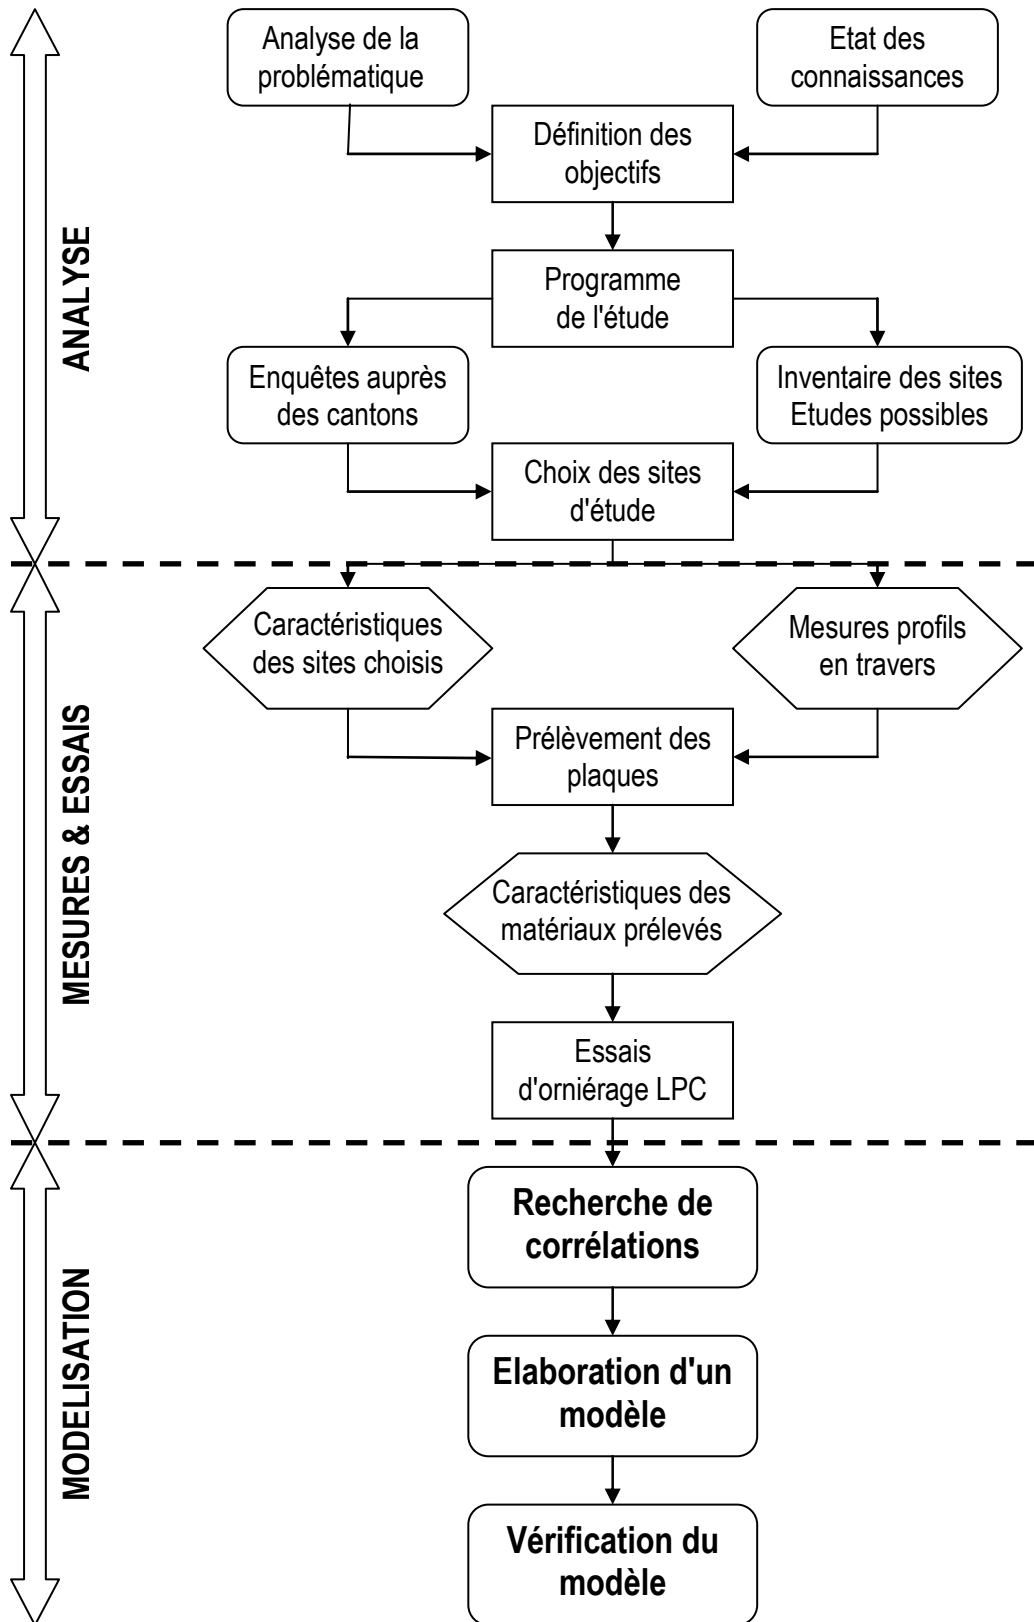 Analyse de la
problématique
Etat des
connaissances
Définition des
objectifs
ANALYSE
Programme
de l'étude
Enquêtes auprès
des cantons
Inventaire des sites
Etudes possibles
Choix des sites
d'étude
MESURES & ESSAIS
Caractéristiques
des sites choisis
Mesures profils
en travers
Prélèvement des
plaques
Caractéristiques des
matériaux prélevés
Essais
d'orniérage LPC
MODELISATION
Recherche de
corrélations
Elaboration d'un
modèle
Vérification du
modèle